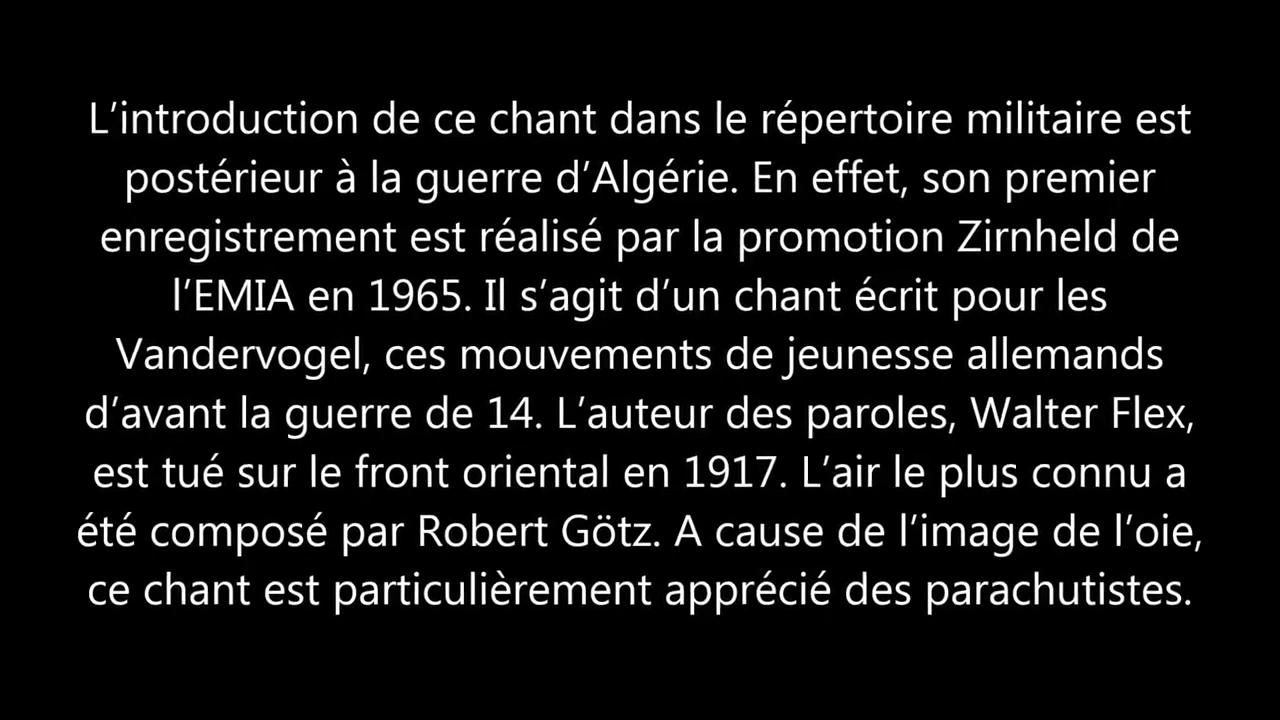 L’introduction de ce chant dans le répertoire militaire est
postérieur à la guerre d’Algérie. En effet, son premier
enregistrement est réalisé par la promotion Zirnheld de
l’EMIA en 1965. Il s’agit d’un chant écrit pour les
Vandervogel, ces mouvements de jeunesse allemands
d’avant la guerre de 14. L’auteur des paroles, Walter Flex,
est tué sur le front oriental en 1917. L’air le plus connu a
été composé par Robert Götz. A cause de l’image de l’oie,
ce chant est particulièrement apprécié des parachutistes.